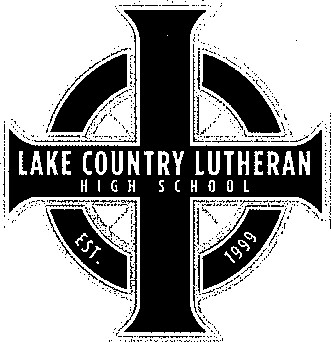 LAKE COUNTRY LUTHERAN
HIGH SCHOOL
EST. 1999